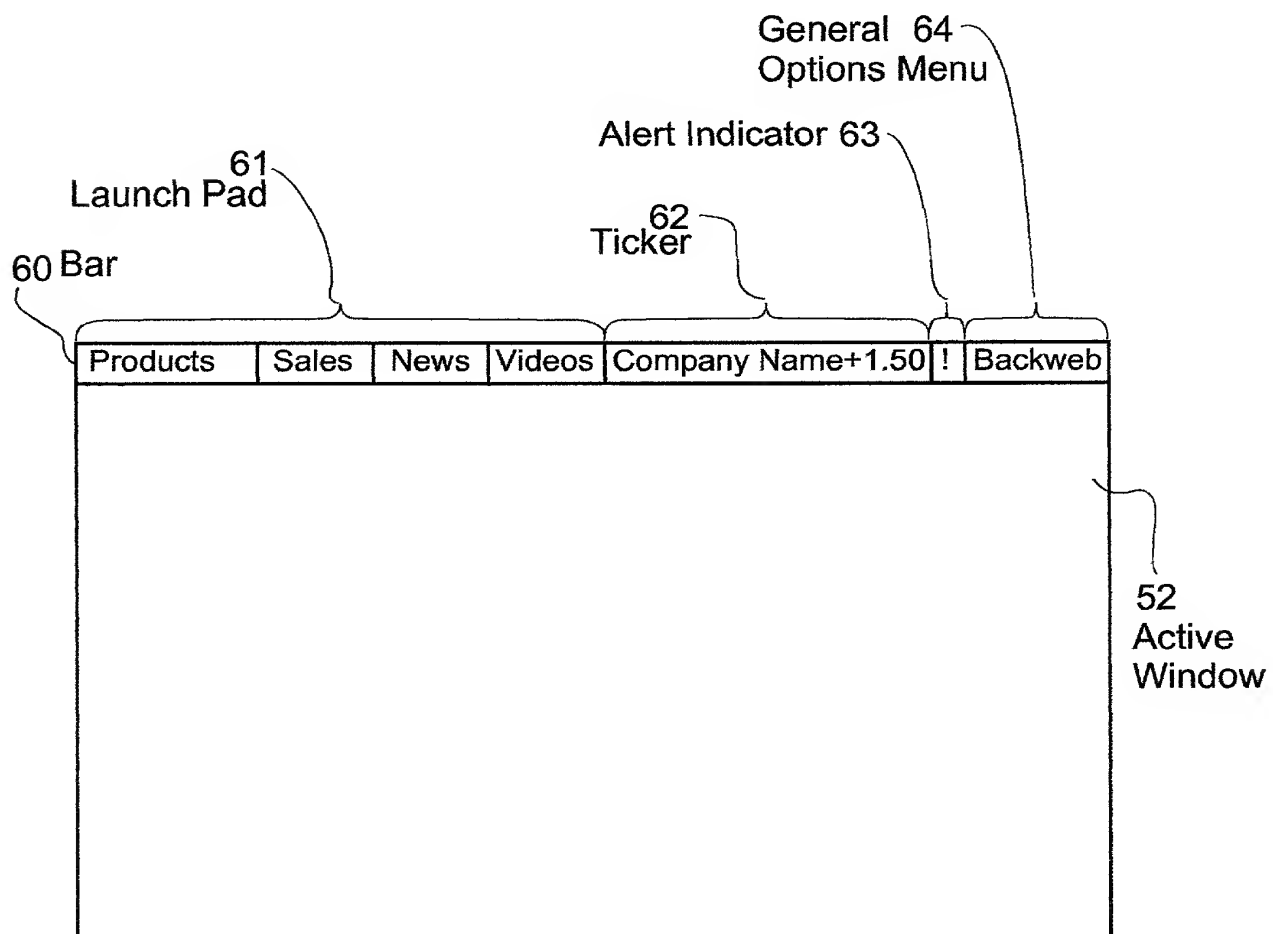 General 64
Options Menu
Alert Indicator 63
61
Launch Pad
62
Ticker
60 Bar
Products Sales News Videos Company Name+1.50 ! Backweb
52
Active
Window